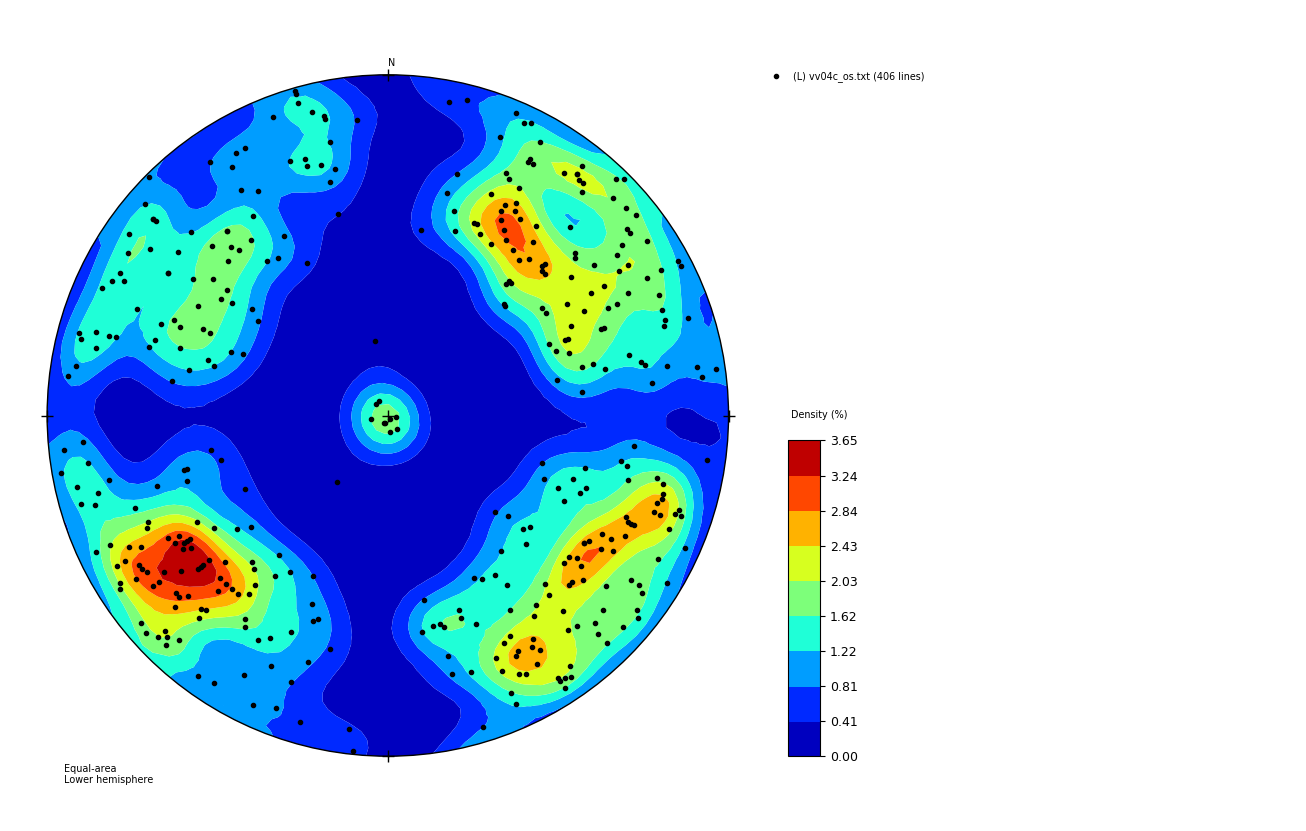 N
(L) vv04c_os.txt (406 lines)
Density (%)
3.65
3.24
2.84
2.43
2.03
1.62
1.22
0.81
0.41
0.00
Equal-area
Lower hemisphere